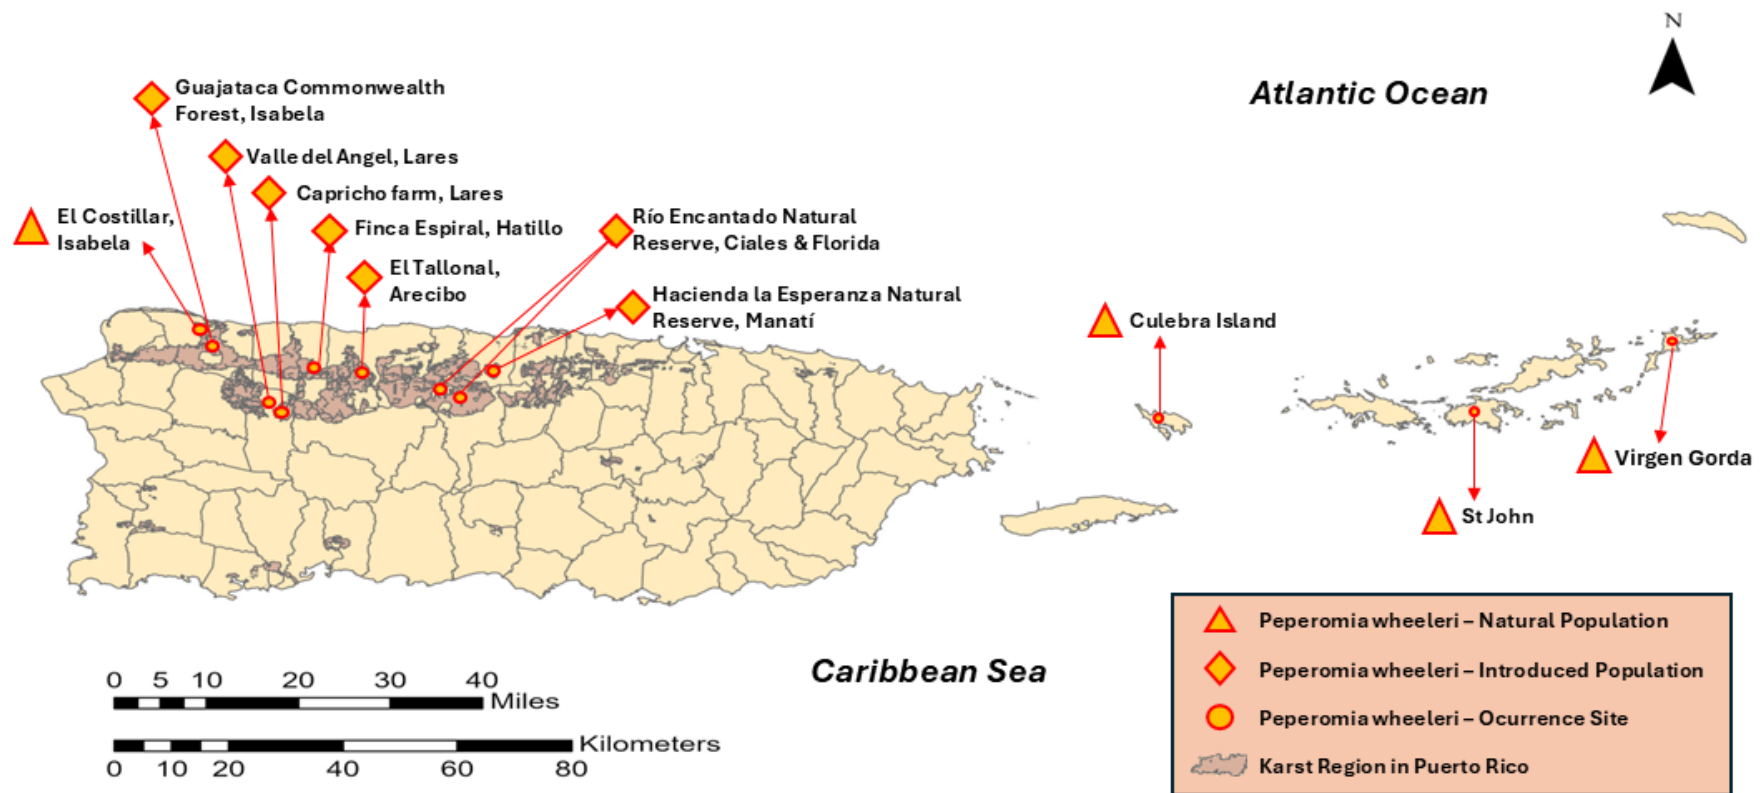 N
Atlantic Ocean
Guajataca Commonwealth
Forest, Isabela
Valle del Angel, Lares
Capricho farm, Lares
El Costillar,
Isabela
Finca Espiral, Hatillo
Río Encantado Natural
Reserve, Ciales & Florida
El Tallonal,
Arecibo
Hacienda la Esperanza Natural
Reserve, Manatí
Culebra Island
Virgen Gorda
St John
Caribbean Sea
0 5 10 20 30 40
Miles
Kilometers
0 10 20 40 60 80
Peperomia wheeleri – Natural Population
Peperomia wheeleri – Introduced Population
Peperomia wheeleri – Ocurrence Site
Karst Region in Puerto Rico